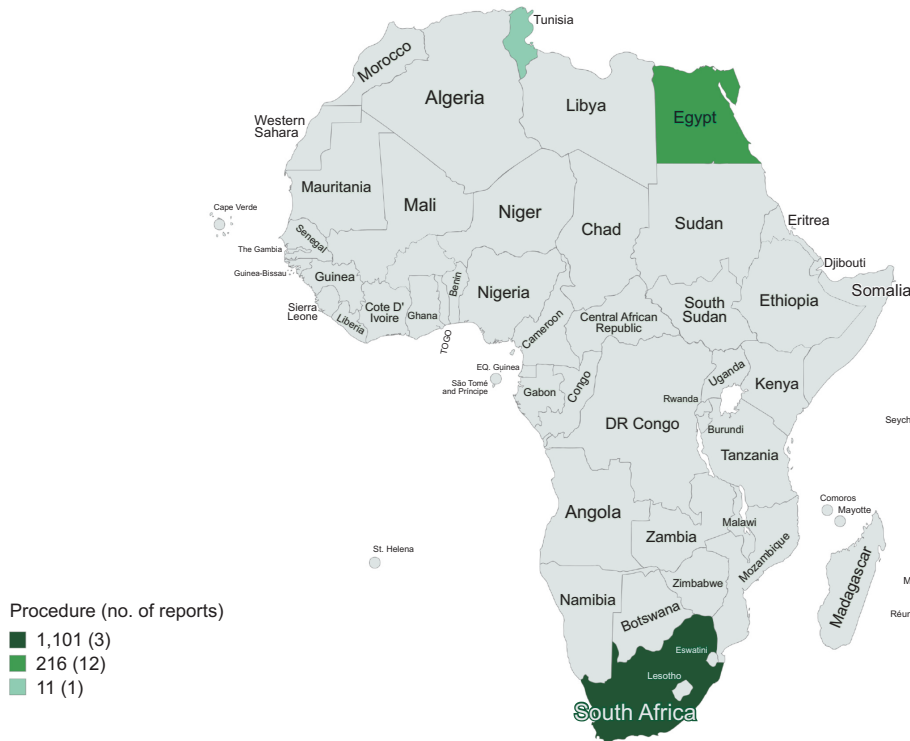 Tunisia
Morocco
Algeria
Libya
Egypt
Western
Sahara
Mauritania
Mali
Niger
Chad
Sudan
Eritrea
Cape Verde
Senegal
The Gambia
Guinea-Bissau
Guinea
Sierra
Leone
Liberia
Cote D'
Ivoire
Ghana
TOGO
Benin
Nigeria
Cameroon
Central African
Republic
South
Sudan
Ethiopia
Djibouti
Somalia
EQ. Guinea
São Tomé
and Príncipe
Gabon
Congo
DR Congo
Uganda
Rwanda
Burundi
Kenya
Tanzania
Seych
Comoros
Mayotte
Angola
Zambia
Malawi
Mozambique
Madagascar
St. Helena
Zimbabwe
Namibia
Botswana
M
Réun
Eswatini
Lesotho
South Africa
Procedure (no. of reports)
1,101 (3)
216 (12)
11 (1)